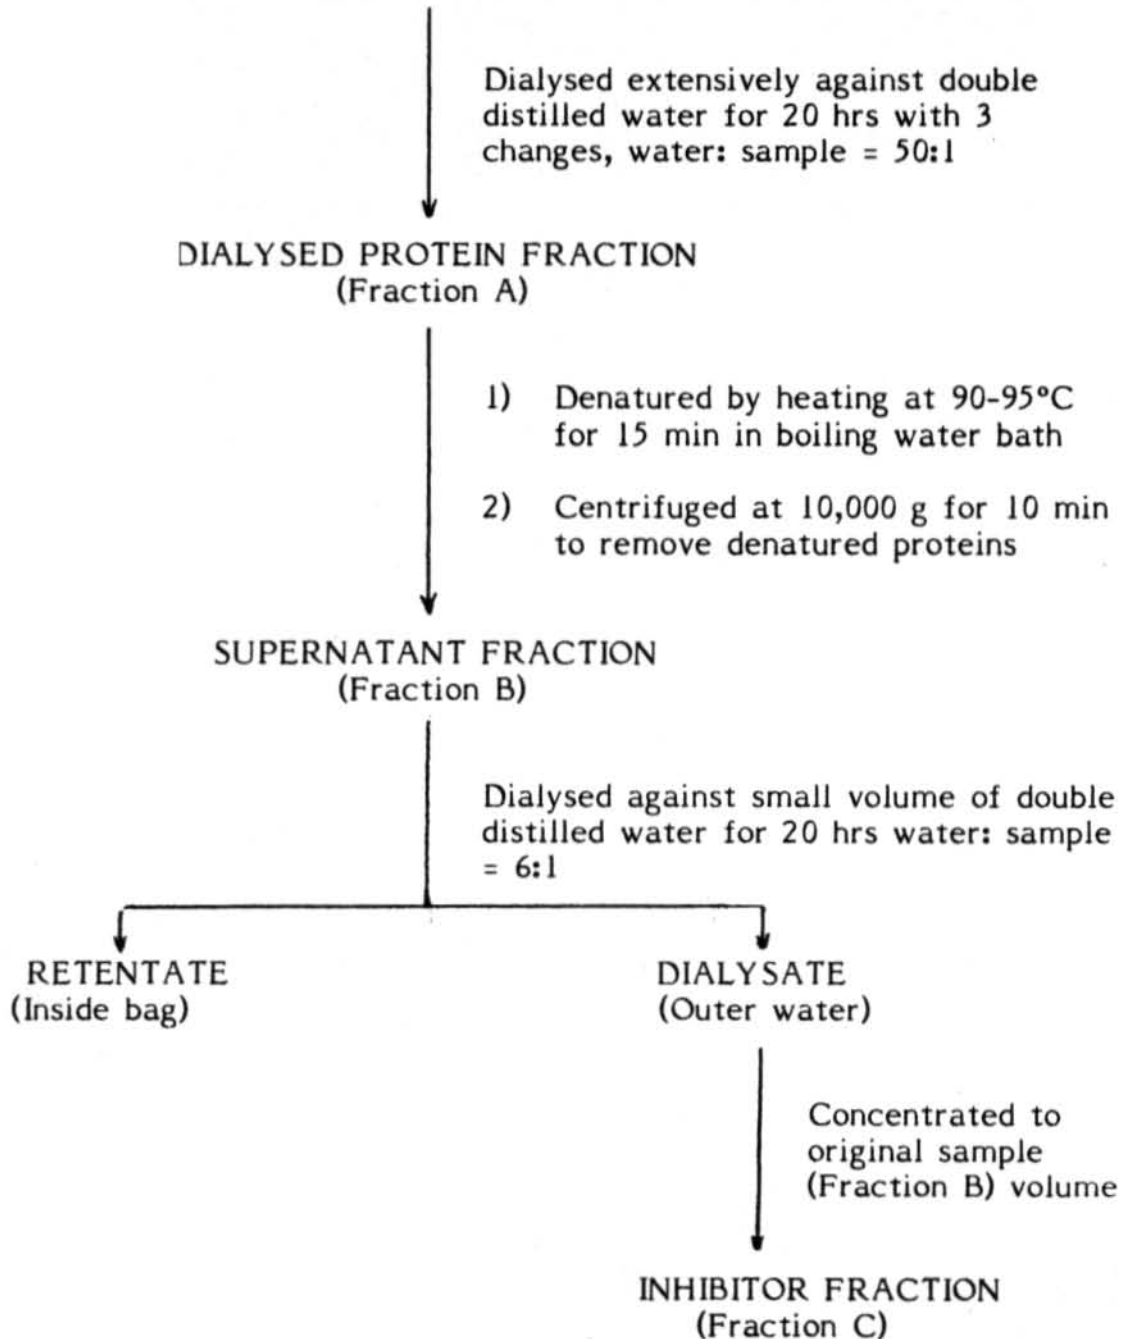 Dialysed extensively against double
distilled water for 20 hrs with 3
changes, water: sample = 50:1
DIALYSED PROTEIN FRACTION
(Fraction A)
1) Denatured by heating at 90-95°C
for 15 min in boiling water bath
2) Centrifuged at 10,000 g for 10 min
to remove denatured proteins
SUPERNATANT FRACTION
(Fraction B)
Dialysed against small volume of double
distilled water for 20 hrs water: sample
= 6:1
RETENTATE
(Inside bag)
DIALYSATE
(Outer water)
Concentrated to
original sample
(Fraction B) volume
INHIBITOR FRACTION
(Fraction C)